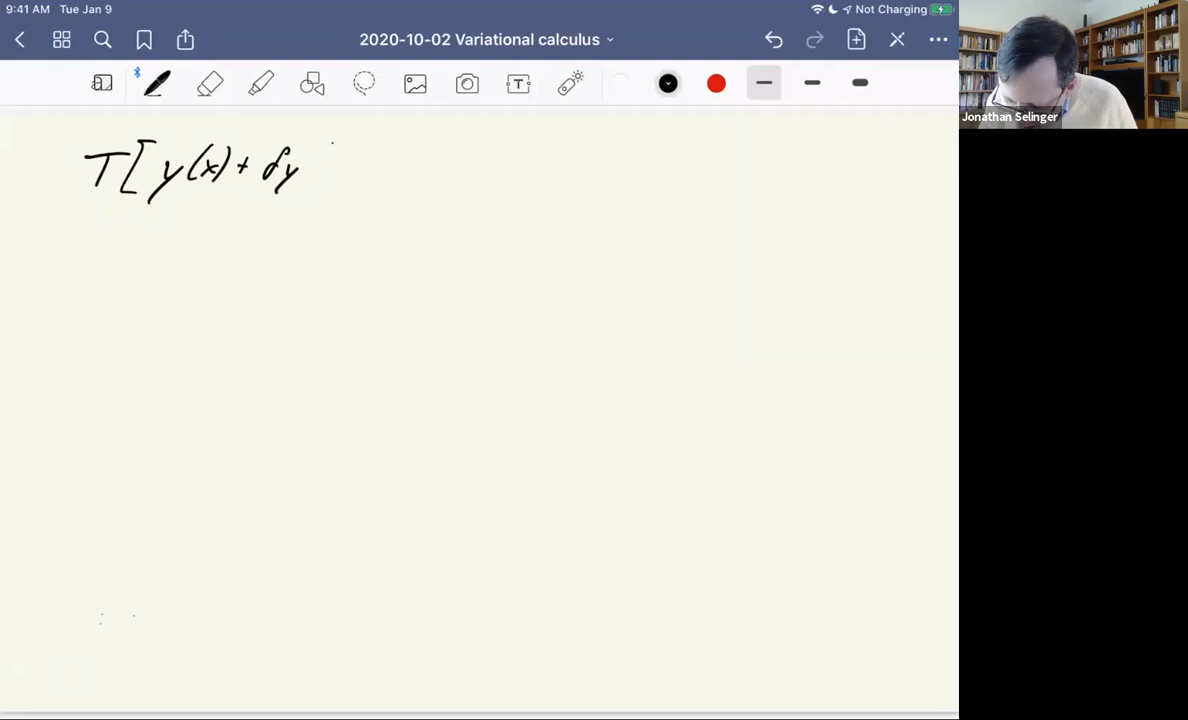 9:41 AM Tue Jan 9
Not Charging
2020-10-02 Variational calculus
T
Jonathan Selinger
T[y(x)+δy